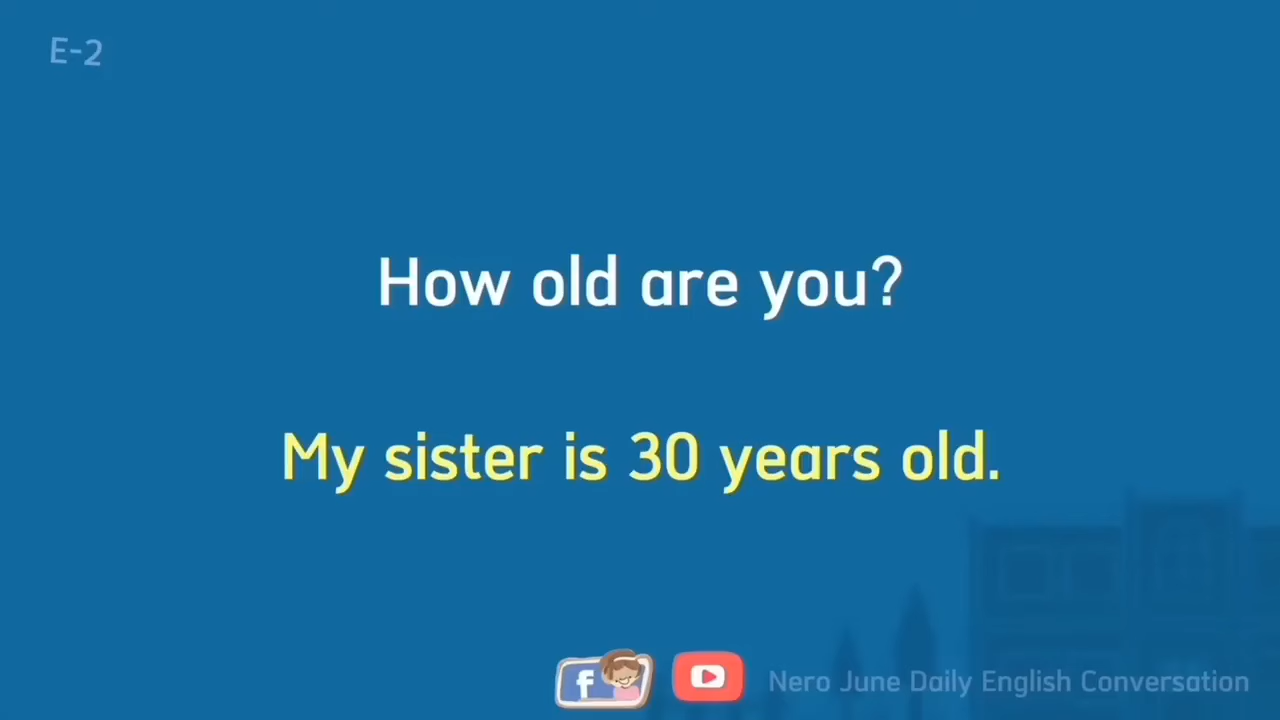 E-2
How old are you?
My sister is 30 years old.
f
Nero June Daily English Conversation